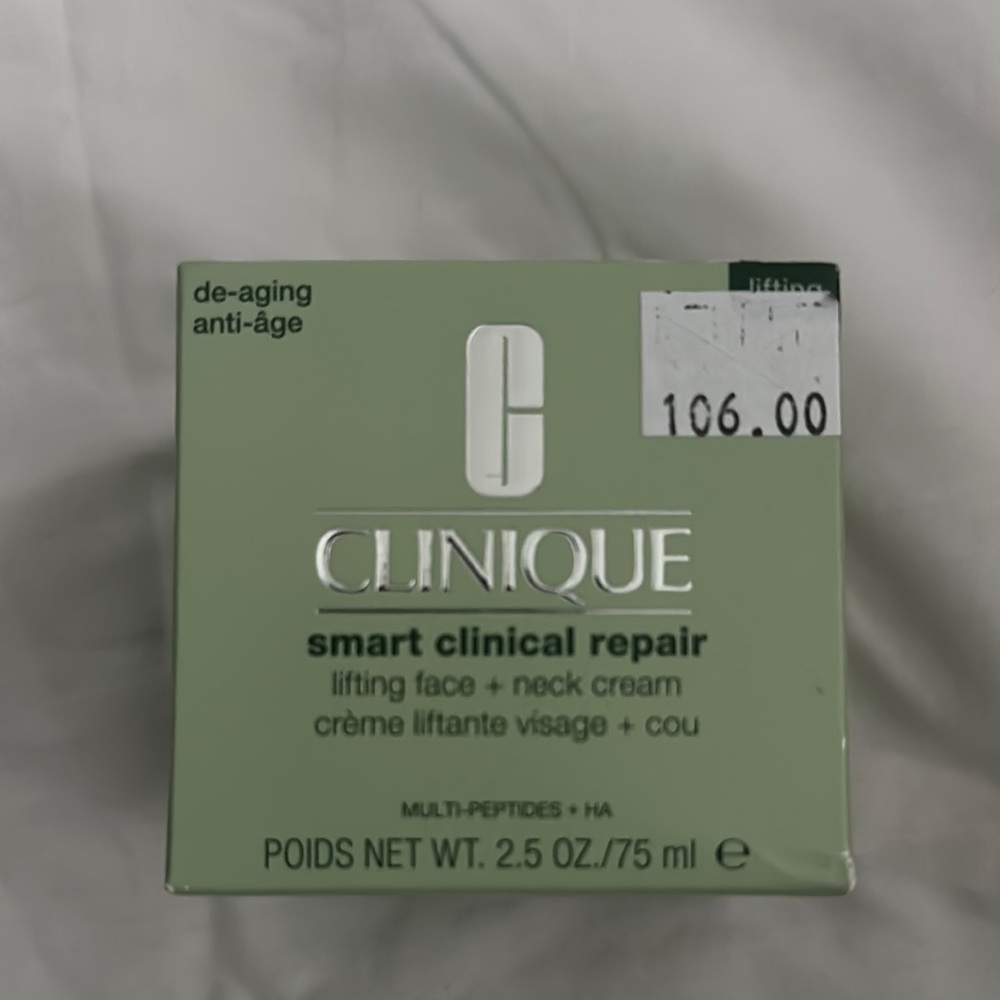 de-aging
anti-âge
lifting
106.00
CLINIQUE
smart clinical repair
lifting face + neck cream
crème liftante visage + cou
MULTI-PEPTIDES + HA
POIDS NET WT. 2.5 OZ./75 ml ℮